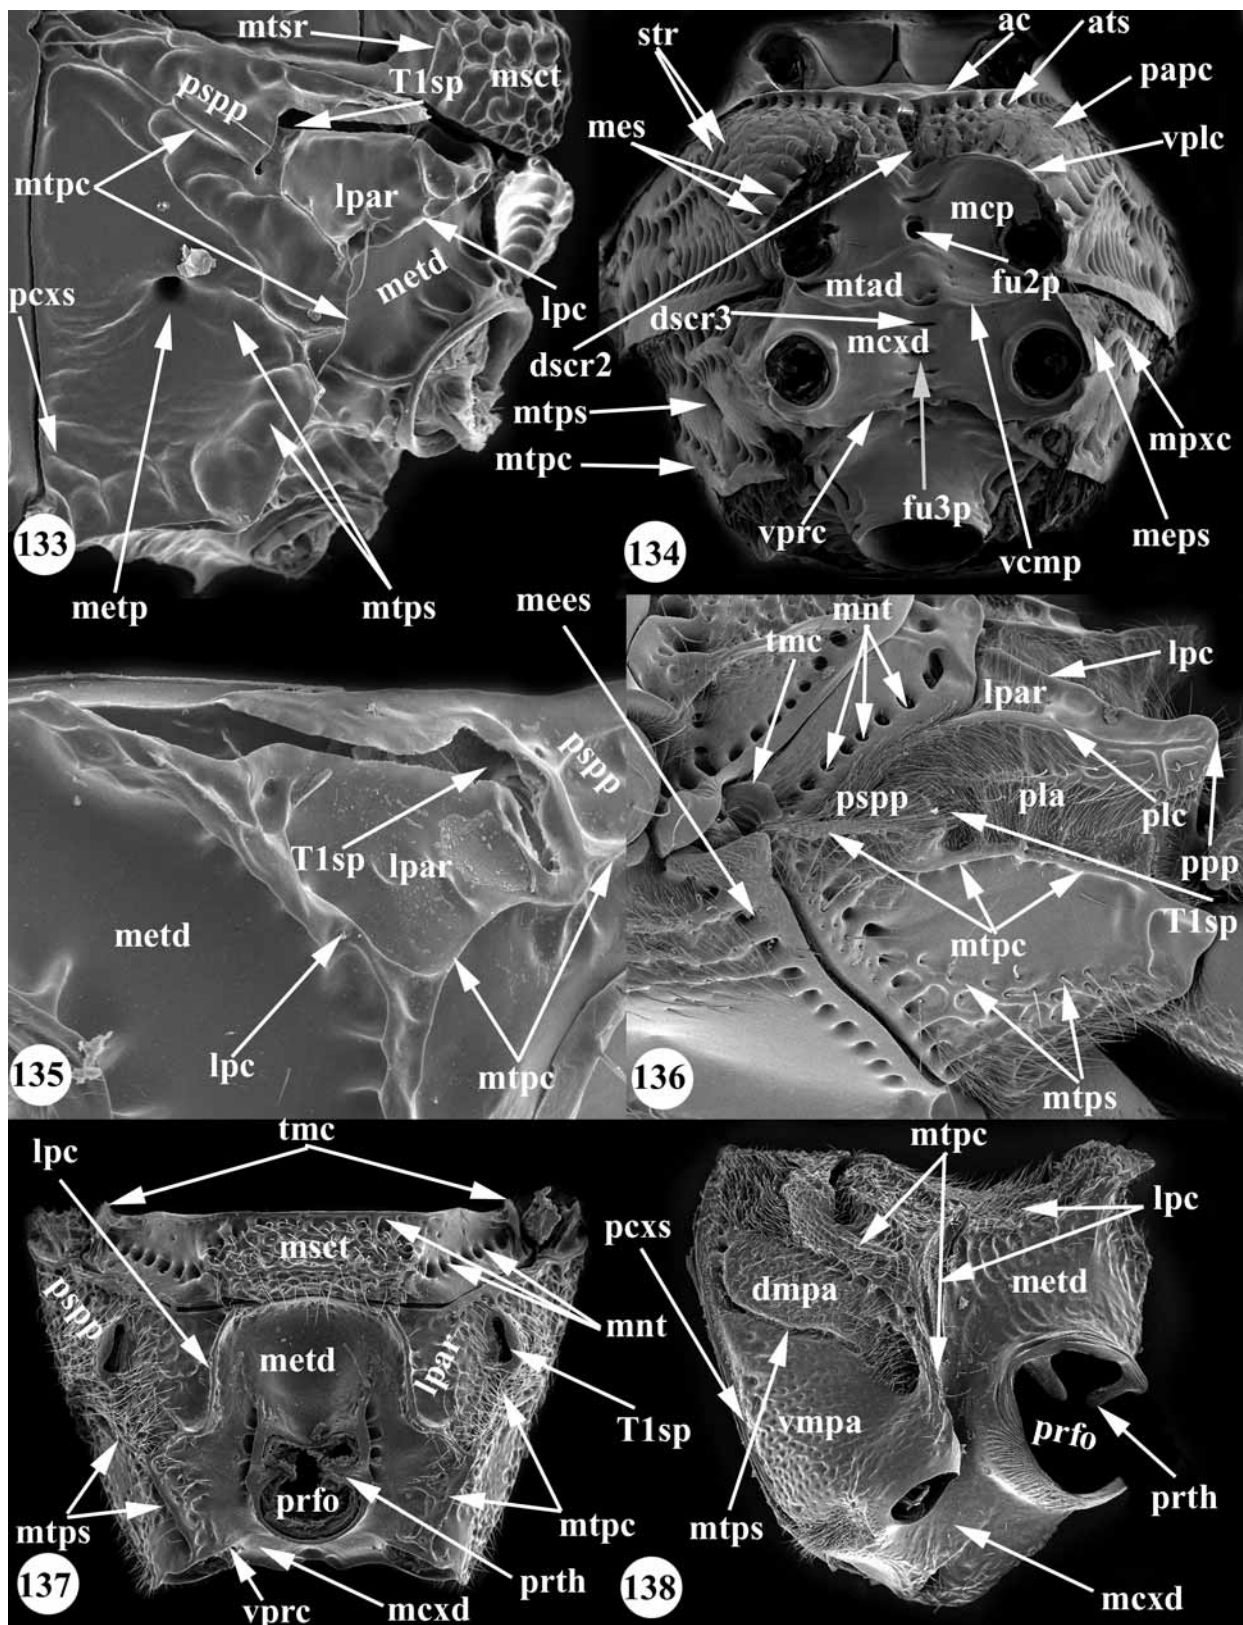 mtsr
T1sp
msct
pspp
mtpc
lpar
metd
lpc
pcxs
133
metp
mtps
str
ac
ats
papc
mes
vplc
mcp
fu2p
mtad
dscr3
mcxd
dscr2
mtps
mpxc
mtpc
fu3p
vprc
meps
134
vcmp
mees
mnt
tmc
lpc
lpar
pspp
pla
plc
ppp
T1sp
mtpc
136
mtps
pspp
T1sp
lpar
metd
lpc
135
mtpc
tmc
lpc
msct
pspp
mnt
metd
lpar
T1sp
prfo
mtps
mtpc
prth
137
vprc
mcxd
mtpc
lpc
pcxs
dmpa
metd
vmpa
prfo
prth
mtps
138
mcxd